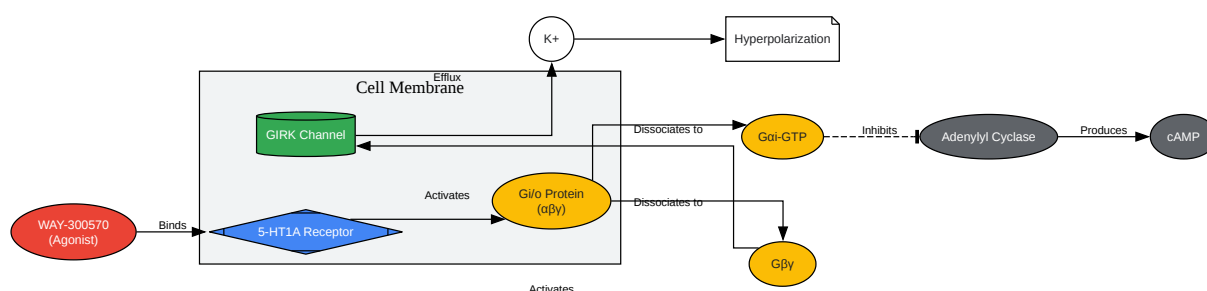 K+
Hyperpolarization
Efflux
Cell Membrane
GIRK Channel
Dissociates to
Gαi-GTP
Inhibits
Adenylyl Cyclase
Produces
cAMP
Activates
Gi/o Protein
(αβγ)
Dissociates to
WAY-300570
(Agonist)
Binds
5-HT1A Receptor
Gβγ
Activates